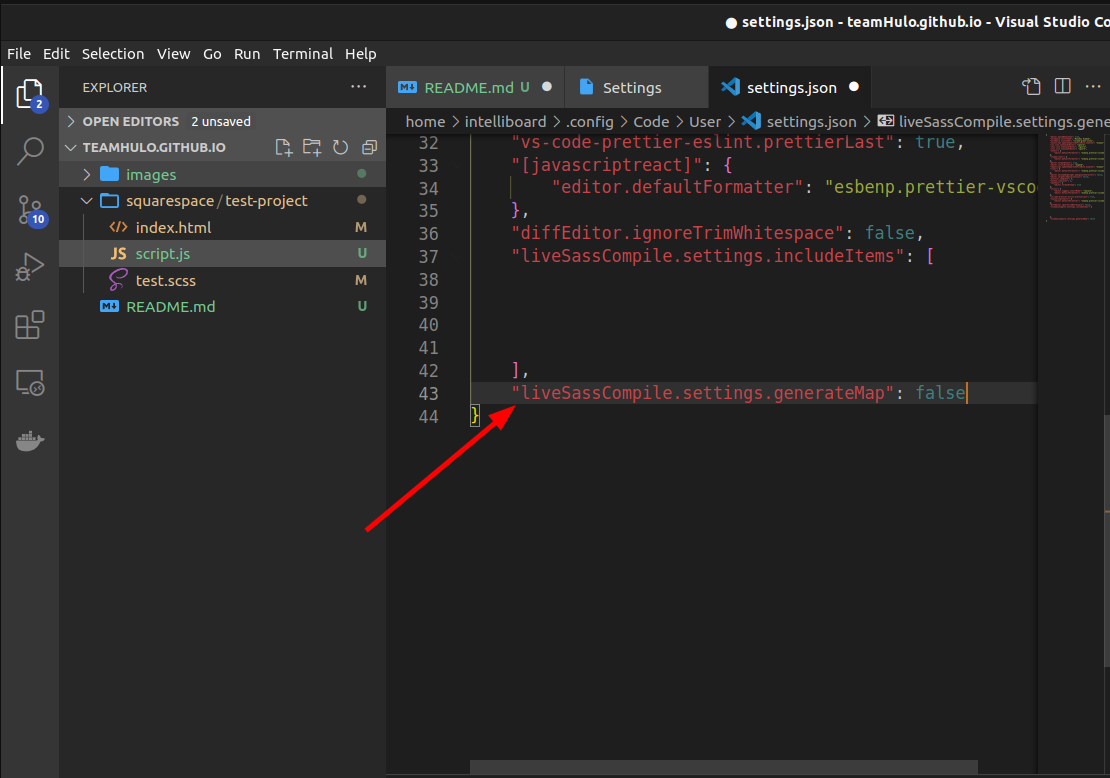 settings.json - teamHulo.github.io - Visual Studio Co
File Edit Selection View Go Run Terminal Help
2
10
EXPLORER
OPEN EDITORS 2 unsaved
TEAMHULO.GITHUB.IO
images
squarespace / test-project
index.html M
JS script.js U
test.scss M
README.md U
README.md U
Settings
settings.json
home > intelliboard > .config > Code > User > settings.json > liveSassCompile.settings.gene
32 "vs-code-prettier-eslint.prettierLast": true,
33 "[javascriptreact]": {
34 "editor.defaultFormatter": "esbenp.prettier-vsco
35 },
36 "diffEditor.ignoreTrimWhitespace": false,
37 "liveSassCompile.settings.includeItems": [
38
39
40
41
42 ],
43 "liveSassCompile.settings.generateMap": false
44 }